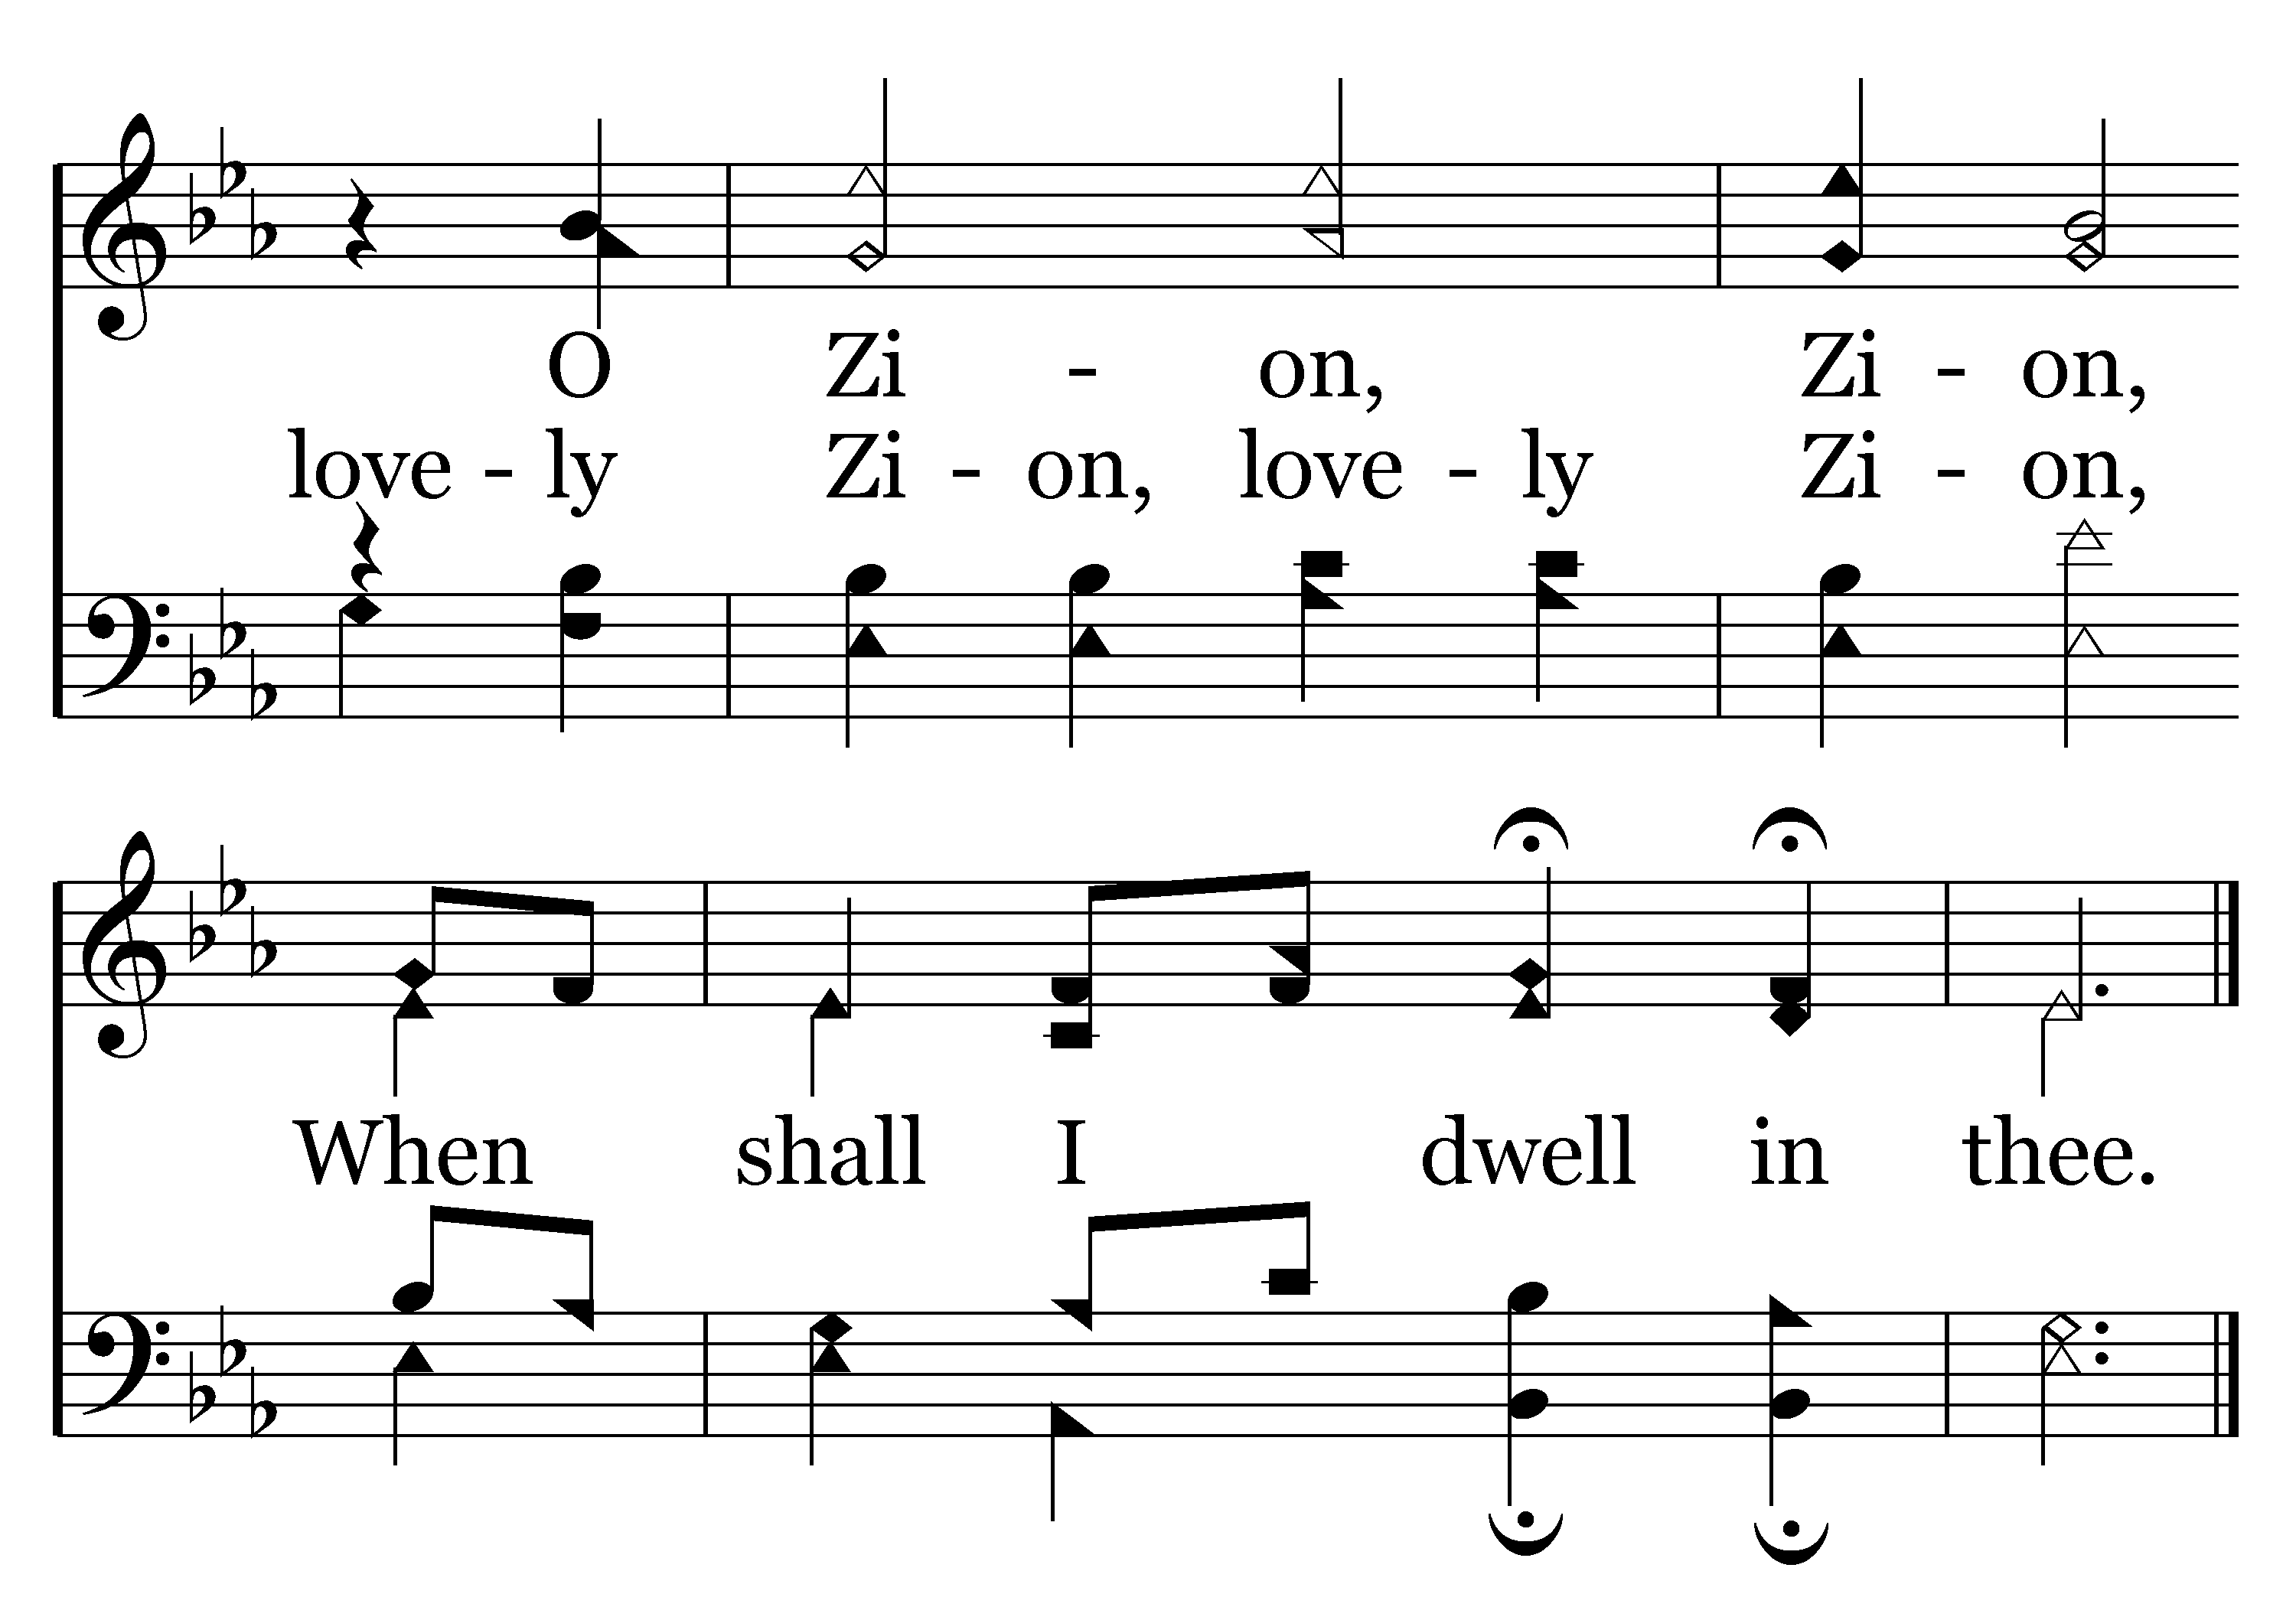 O Zi - on, Zi - on,
love - ly Zi - on, love - ly Zi - on,
When shall I dwell in thee.